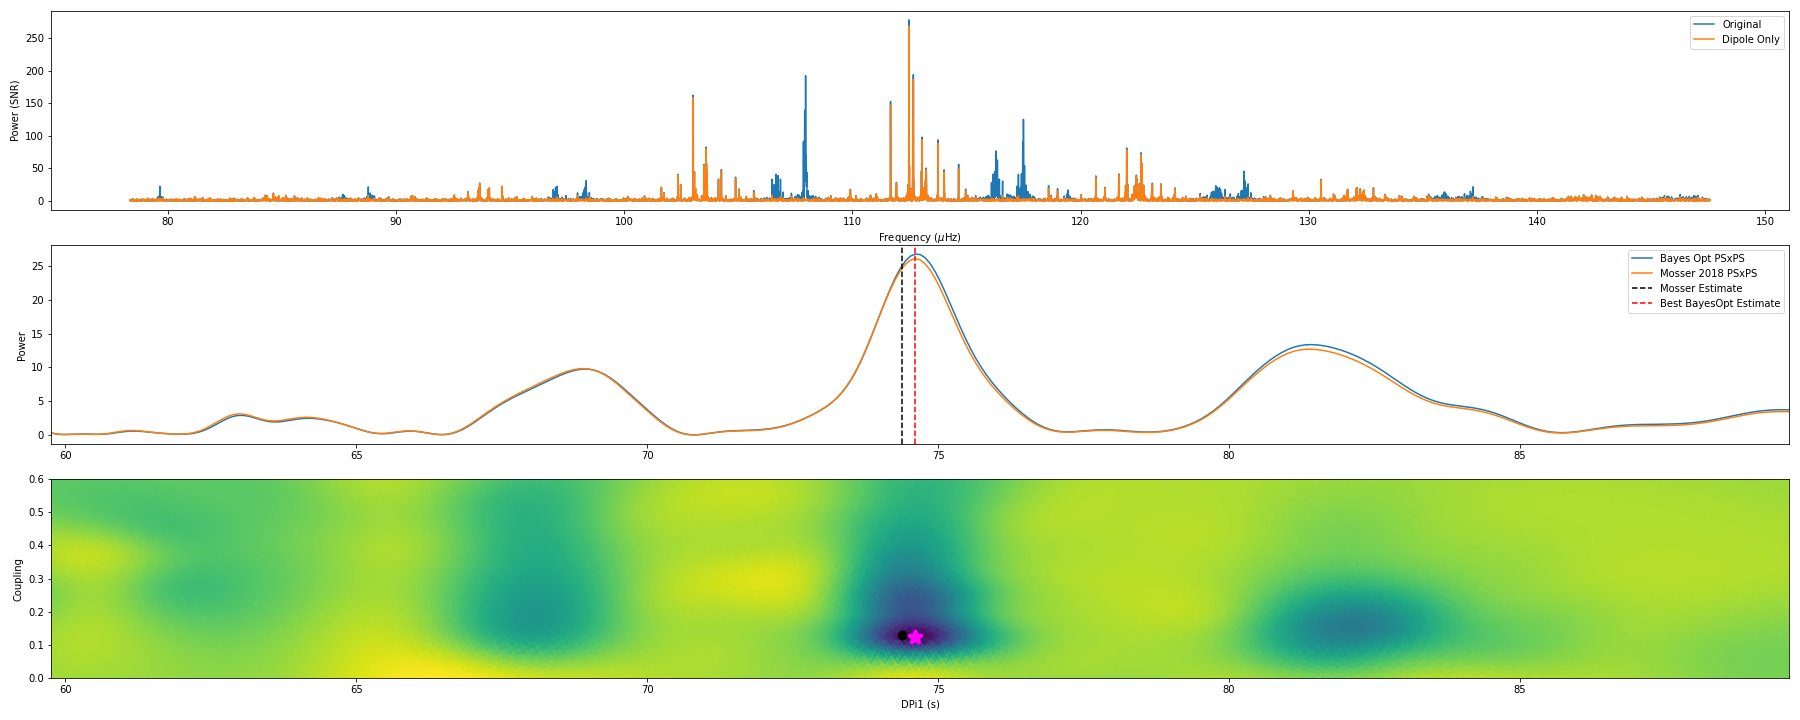 Power (SNR)
250
200
150
100
50
0
Original
Dipole Only
80 90 100 110 120 130 140 150
Frequency (μHz)
Power
25
20
15
10
5
0
Bayes Opt PSxPS
Mosser 2018 PSxPS
Mosser Estimate
Best BayesOpt Estimate
60 65 70 75 80 85
Coupling
0.6
0.5
0.4
0.3
0.2
0.1
0.0
60 65 70 75 80 85
DPi1 (s)